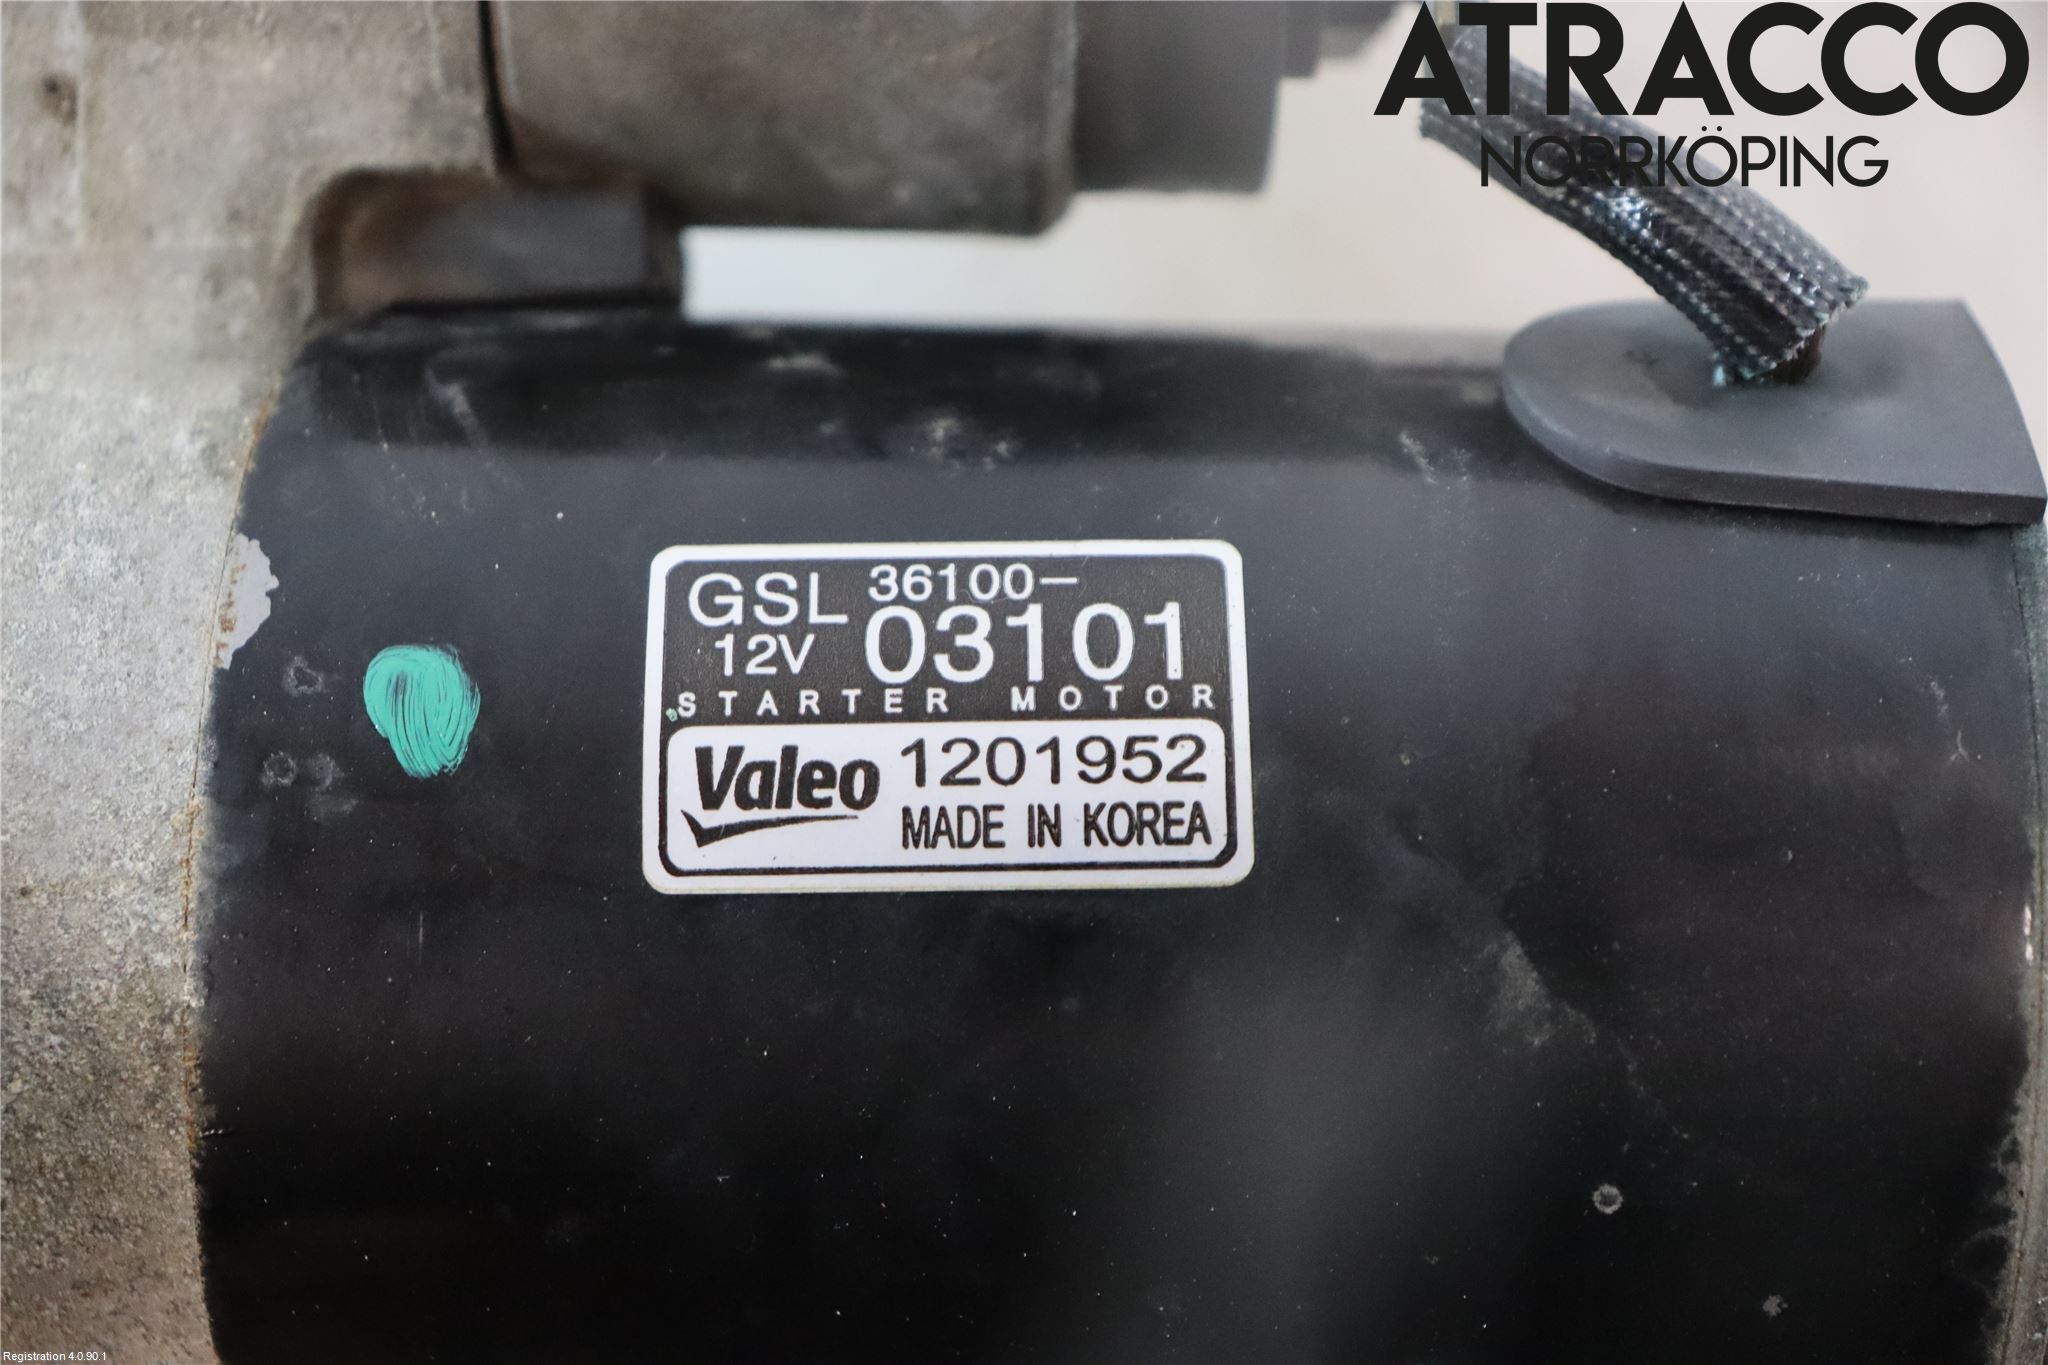 ATRACCO
NORRKÖPING
GSL 36100-
12V 03101
STARTER MOTOR
Valeo 1201952
MADE IN KOREA
Registration 4.0.90.1